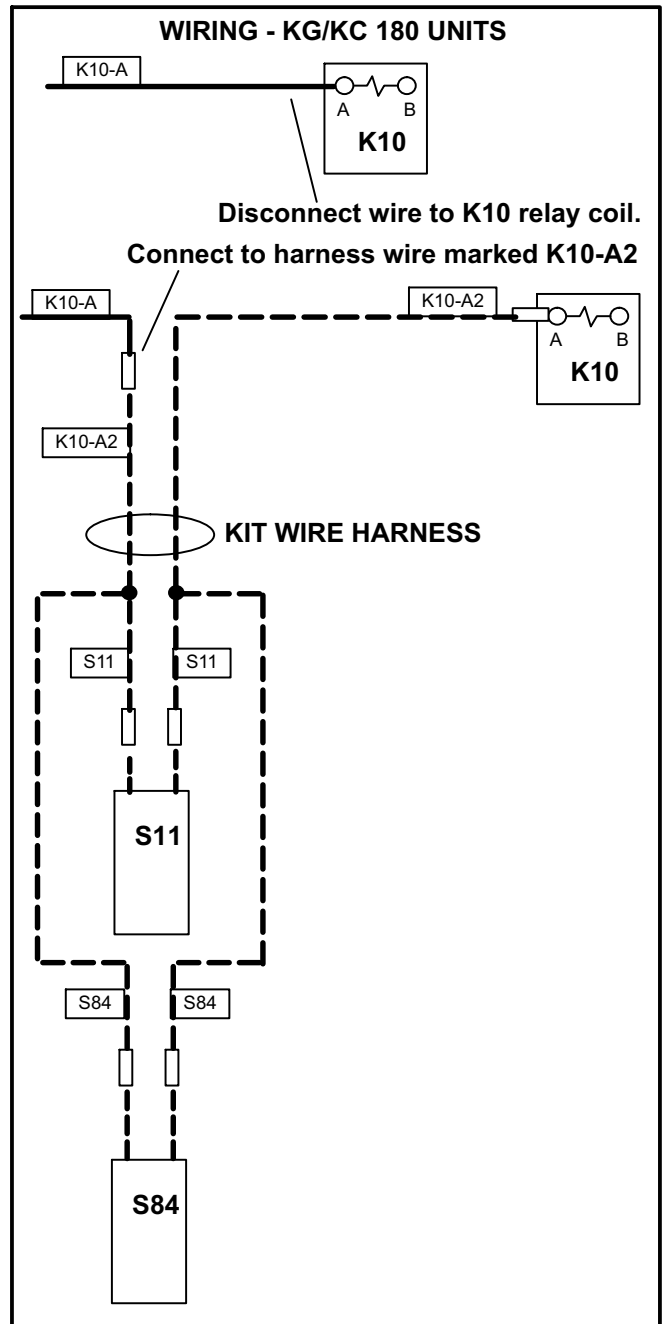 WIRING - KG/KC 180 UNITS
K10-A
A
B
K10
Disconnect wire to K10 relay coil.
Connect to harness wire marked K10-A2
K10-A
K10-A2
A
B
K10
K10-A2
KIT WIRE HARNESS
S11
S11
S11
S84
S84
S84